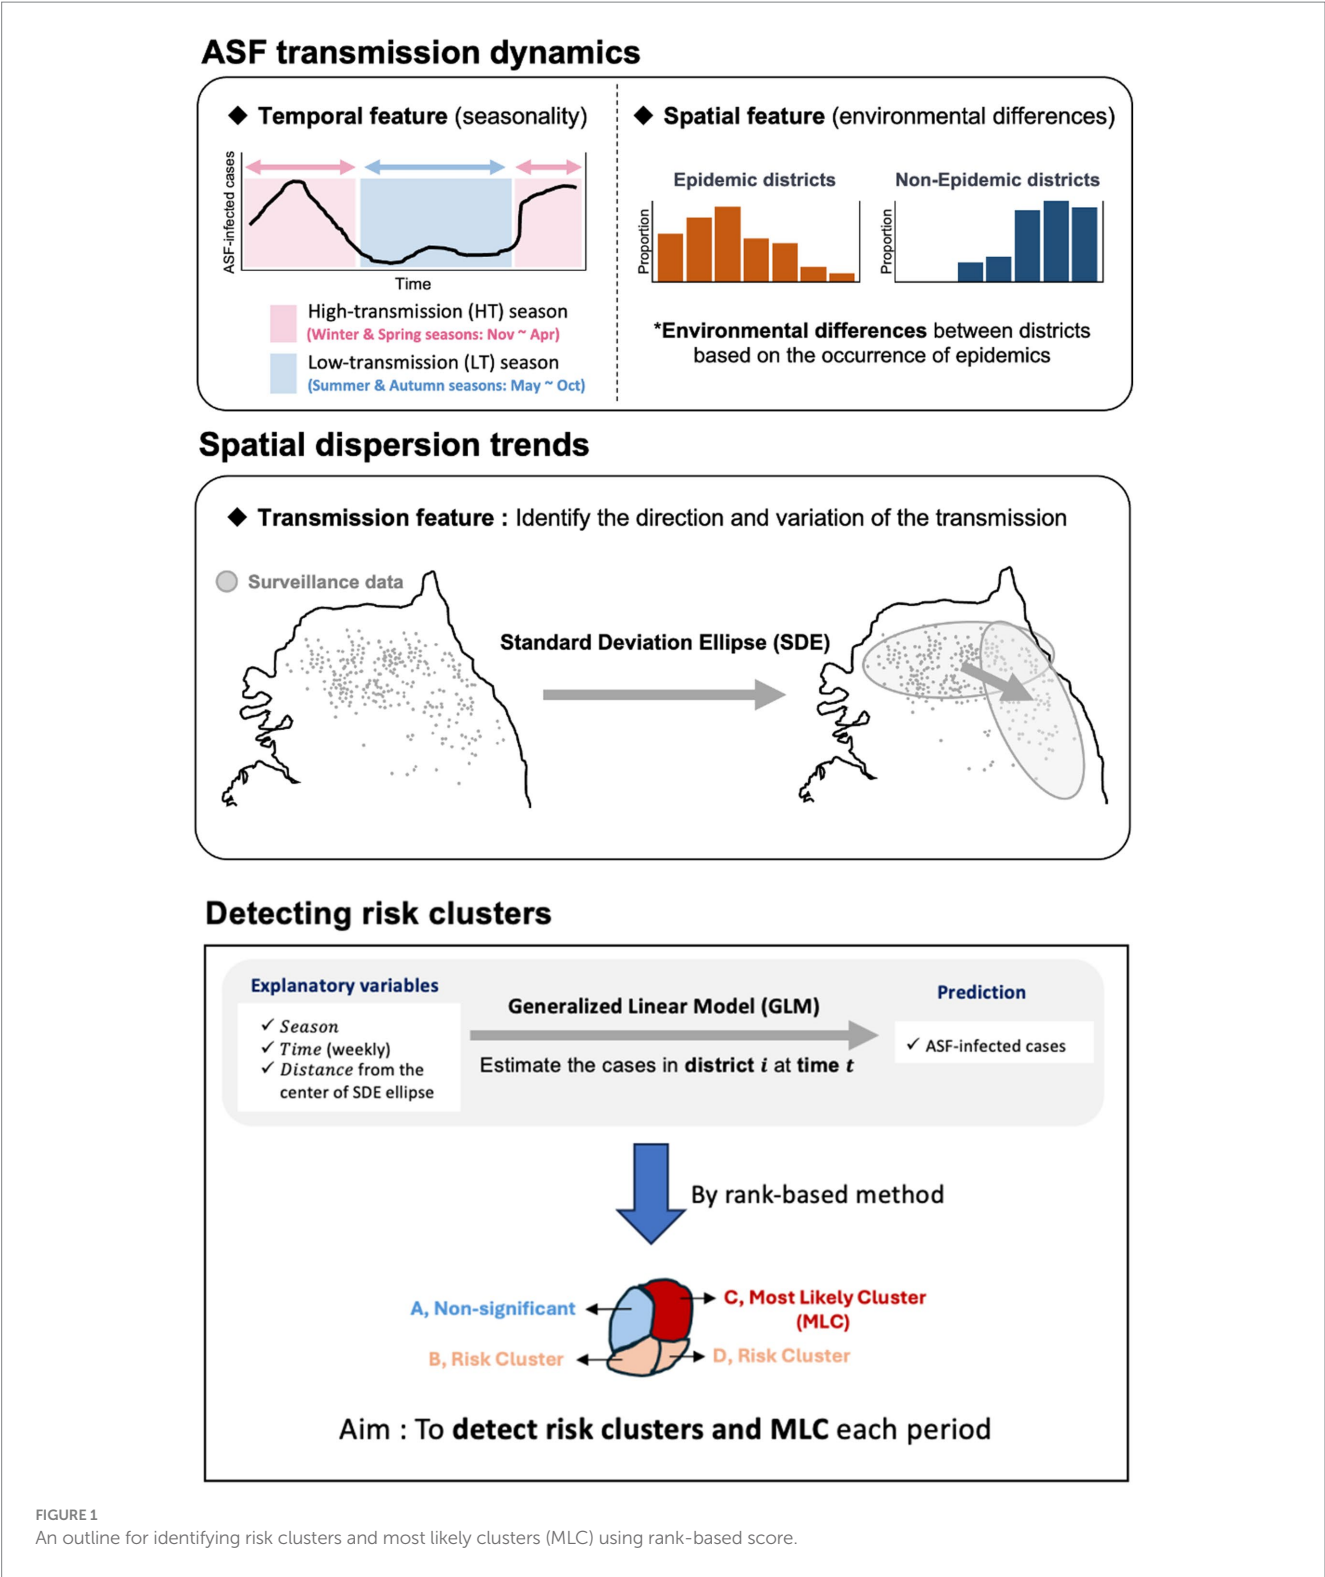 ASF transmission dynamics
◆ Temporal feature (seasonality)
ASF-infected cases
Time
High-transmission (HT) season
(Winter & Spring seasons: Nov ~ Apr)
Low-transmission (LT) season
(Summer & Autumn seasons: May ~ Oct)
◆ Spatial feature (environmental differences)
Epidemic districts
Proportion
Non-Epidemic districts
Proportion
*Environmental differences between districts
based on the occurrence of epidemics
Spatial dispersion trends
◆ Transmission feature : Identify the direction and variation of the transmission
Surveillance data
Standard Deviation Ellipse (SDE)
Detecting risk clusters
Explanatory variables
✓ Season
✓ Time (weekly)
✓ Distance from the
center of SDE ellipse
Generalized Linear Model (GLM)
Estimate the cases in district i at time t
Prediction
✓ ASF-infected cases
By rank-based method
A, Non-significant
C, Most Likely Cluster
(MLC)
B, Risk Cluster
D, Risk Cluster
Aim : To detect risk clusters and MLC each period
FIGURE 1
An outline for identifying risk clusters and most likely clusters (MLC) using rank-based score.